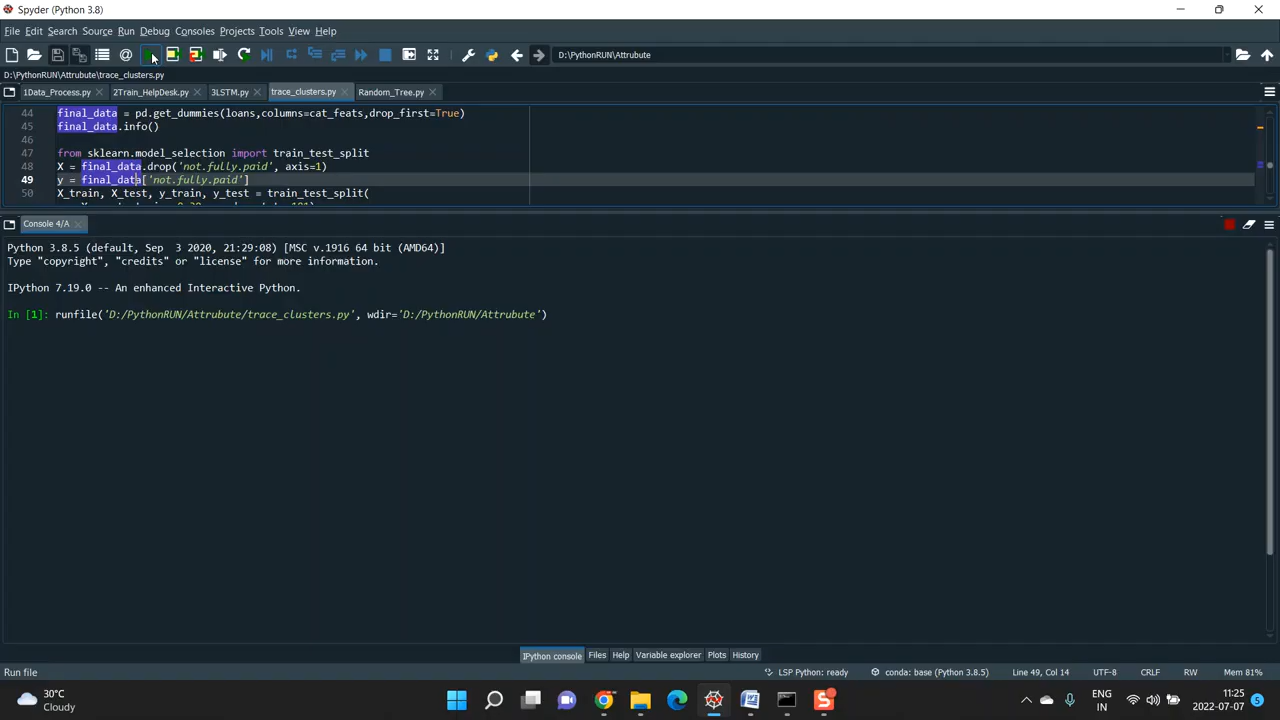 Spyder (Python 3.8)
File Edit Search Source Run Debug Consoles Projects Tools View Help
D:\PythonRUN\Attrubute
D:\PythonRUN\Attrubute\trace_clusters.py
1Data_Process.py 2Train_HelpDesk.py 3LSTM.py trace_clusters.py Random_Tree.py
44 final_data = pd.get_dummies(loans,columns=cat_feats,drop_first=True)
45 final_data.info()
46
47 from sklearn.model_selection import train_test_split
48 X = final_data.drop('not.fully.paid', axis=1)
49 y = final_data['not.fully.paid']
50 X_train, X_test, y_train, y_test = train_test_split(
Console 4/A
Python 3.8.5 (default, Sep 3 2020, 21:29:08) [MSC v.1916 64 bit (AMD64)]
Type "copyright", "credits" or "license" for more information.
IPython 7.19.0 -- An enhanced Interactive Python.
In [1]: runfile('D:/PythonRUN/Attrubute/trace_clusters.py', wdir='D:/PythonRUN/Attrubute')
IPython console Files Help Variable explorer Plots History
Run file LSP Python: ready conda: base (Python 3.8.5) Line 49, Col 14 UTF-8 CRLF RW Mem 81%
30°C
Cloudy
ENG
IN
11:25
2022-07-07
5